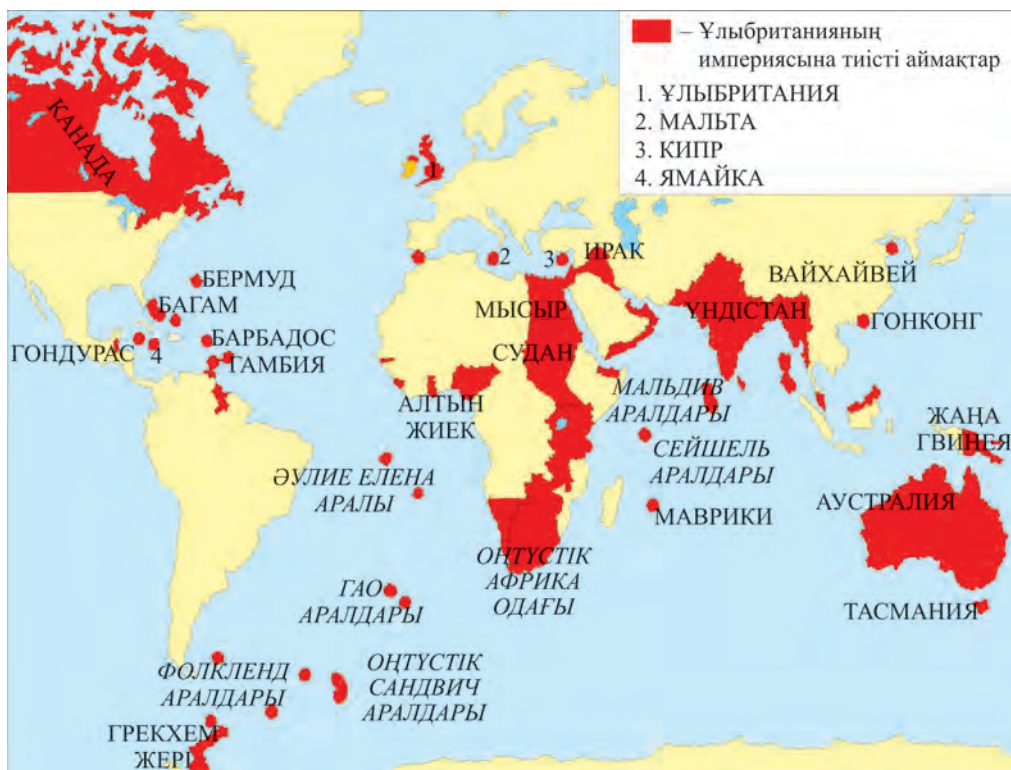 – Ұлыбританияның
империясына тиісті аймақтар
1. ҰЛЫБРИТАНИЯ
2. МАЛЬТА
3. КИПР
4. ЯМАЙКА
КАНАДА
1
2
3
ИРАК
БЕРМУД
БАГАМ
ВАЙХАЙВЕЙ
МЫСЫР
ҮНДІСТАН
ГОНКОНГ
ГОНДУРАС
4
БАРБАДОС
ГАМБИЯ
СУДАН
АЛТЫН
ЖИЕК
МАЛЬДИВ
АРАЛДАРЫ
ЖАҢА
ГВИНЕЯ
СЕЙШЕЛЬ
АРАЛДАРЫ
ӘУЛИЕ ЕЛЕНА
АРАЛЫ
МАВРИКИ
АУСТРАЛИЯ
ОҢТҮСТІК
АФРИКА
ОДАҒЫ
ГАО
АРАЛДАРЫ
ТАСМАНИЯ
ФОЛКЛЕНД
АРАЛДАРЫ
ОҢТҮСТІК
САНДВИЧ
АРАЛДАРЫ
ГРЕКХЕМ
ЖЕРІ